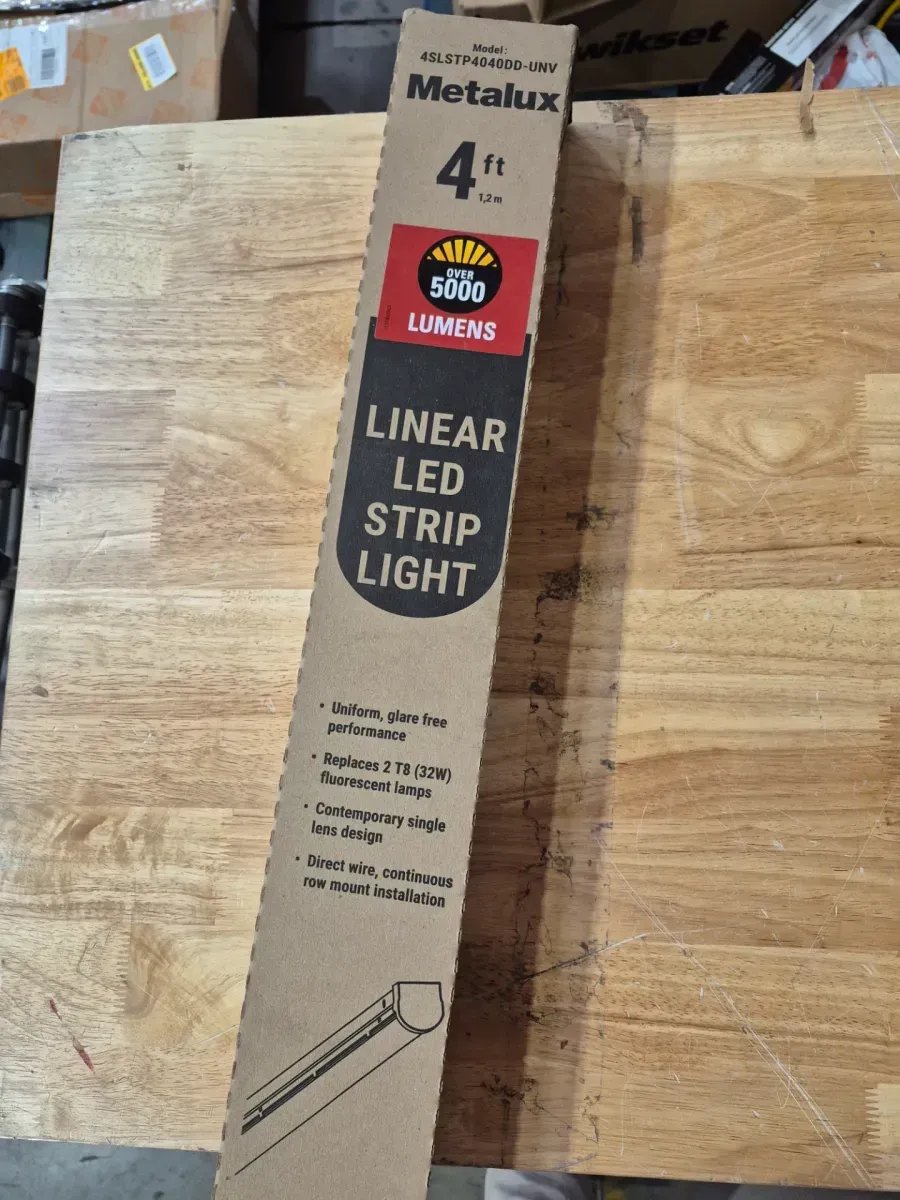 Model:
4SLSTP4040DD-UNV
Metalux
4 ft
1,2 m
OVER
5000
LUMENS
LINEAR
LED
STRIP
LIGHT
• Uniform, glare free
performance
• Replaces 2 T8 (32W)
fluorescent lamps
• Contemporary single
lens design
• Direct wire, continuous
row mount installation
wikset